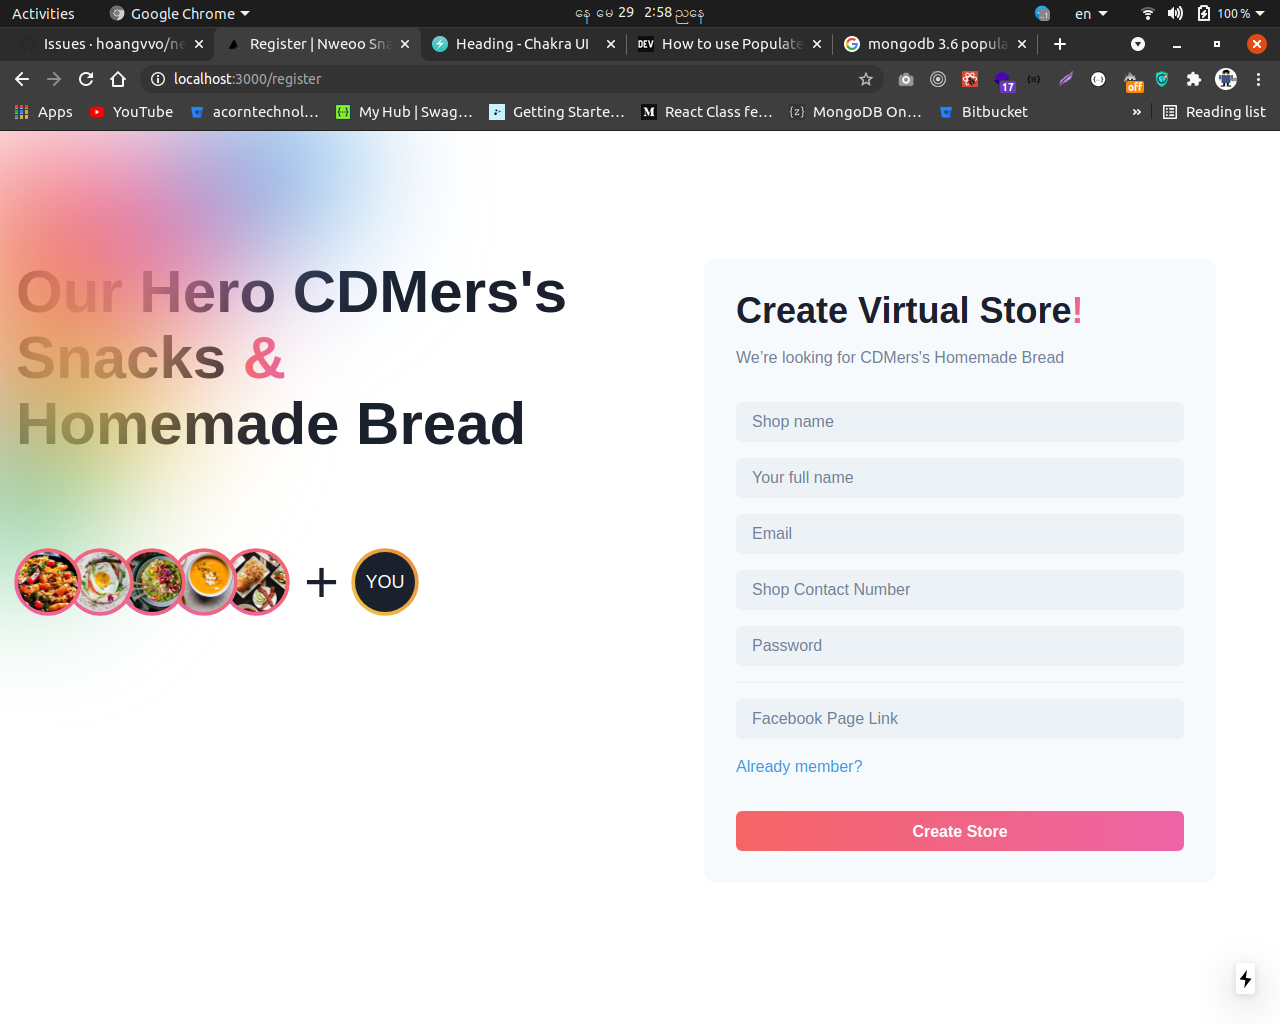 Activities
Google Chrome
နေ မေ 29 2:58 ညနေ
en
100 %
Issues · hoangvvo/ne
Register | Nweoo Sna
Heading - Chakra UI
DEV
How to use Populate
mongodb 3.6 popula
localhost:3000/register
17
off
Apps
YouTube
acorntechnol...
My Hub | Swag...
Getting Starte...
React Class fe...
MongoDB On...
Bitbucket
»
Reading list
Our Hero CDMers's
Snacks &
Homemade Bread
+
YOU
Create Virtual Store!
We're looking for CDMers's Homemade Bread
Shop name
Your full name
Email
Shop Contact Number
Password
Facebook Page Link
Already member?
Create Store